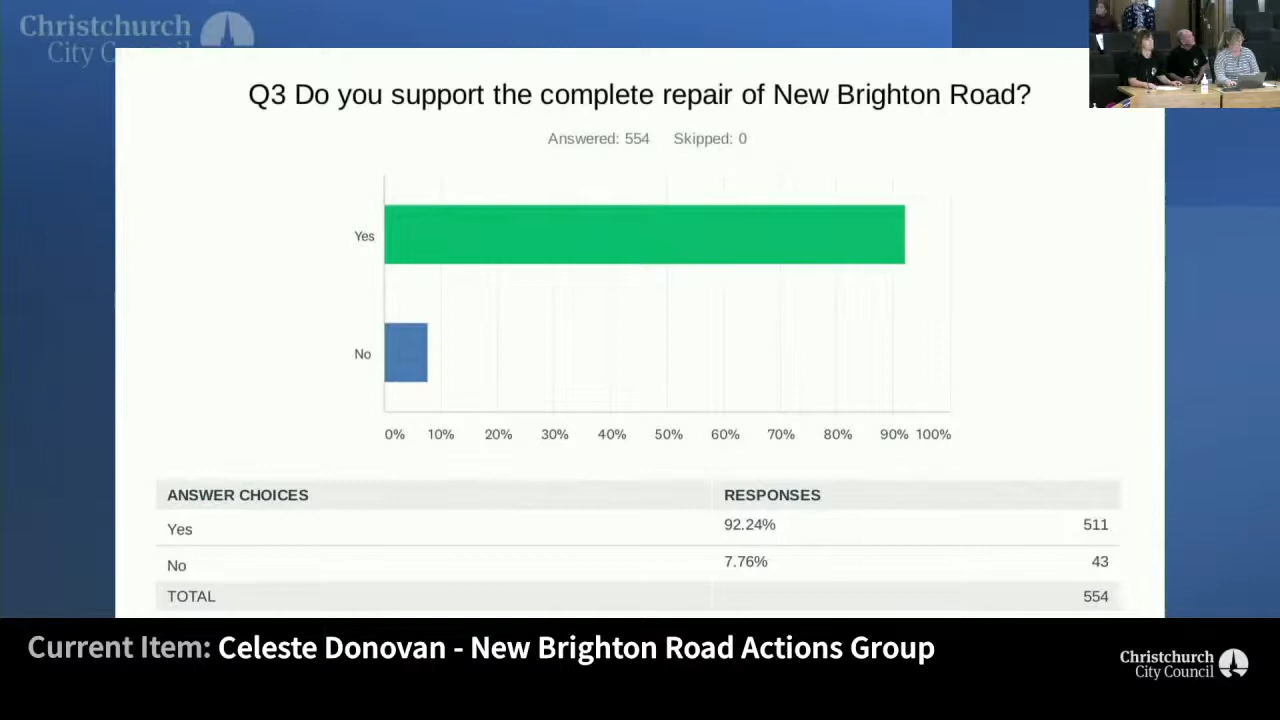 Christchurch
City Council
Q3 Do you support the complete repair of New Brighton Road?
Answered: 554 Skipped: 0
Yes
No
0% 10% 20% 30% 40% 50% 60% 70% 80% 90% 100%
ANSWER CHOICES RESPONSES
Yes 92.24% 511
No 7.76% 43
TOTAL 554
Current Item: Celeste Donovan - New Brighton Road Actions Group
Christchurch
City Council